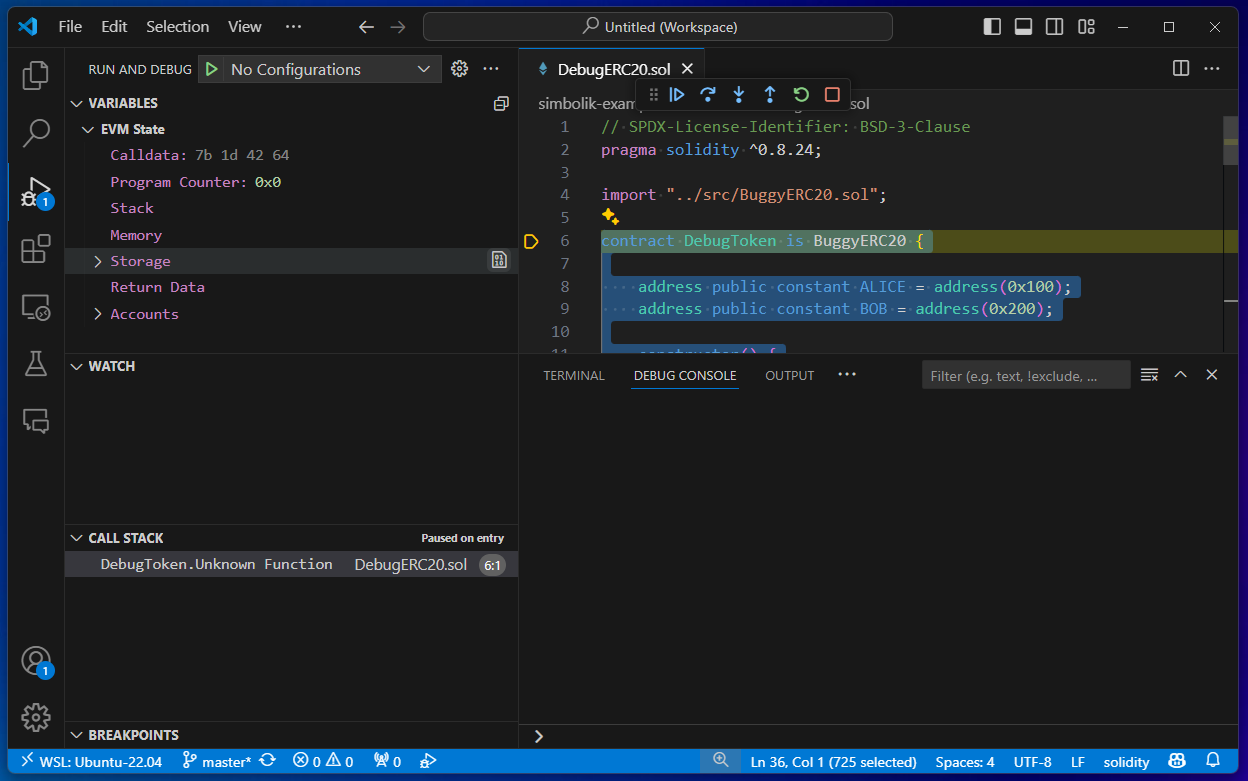 File Edit Selection View ··· Untitled (Workspace)
RUN AND DEBUG No Configurations ···
VARIABLES
EVM State
Calldata: 7b 1d 42 64
Program Counter: 0x0
Stack
Memory
Storage
Return Data
Accounts
WATCH
CALL STACK Paused on entry
DebugToken.Unknown Function DebugERC20.sol 6:1
BREAKPOINTS
1
1
DebugERC20.sol
simbolik-exam sol
1 // SPDX-License-Identifier: BSD-3-Clause
2 pragma solidity ^0.8.24;
3
4 import "../src/BuggyERC20.sol";
5
6 contract DebugToken is BuggyERC20 {
7
8 address public constant ALICE = address(0x100);
9 address public constant BOB = address(0x200);
10
11 constructor() {
TERMINAL DEBUG CONSOLE OUTPUT ··· Filter (e.g. text, !exclude, ...
WSL: Ubuntu-22.04 master* 0 0 0 Ln 36, Col 1 (725 selected) Spaces: 4 UTF-8 LF solidity